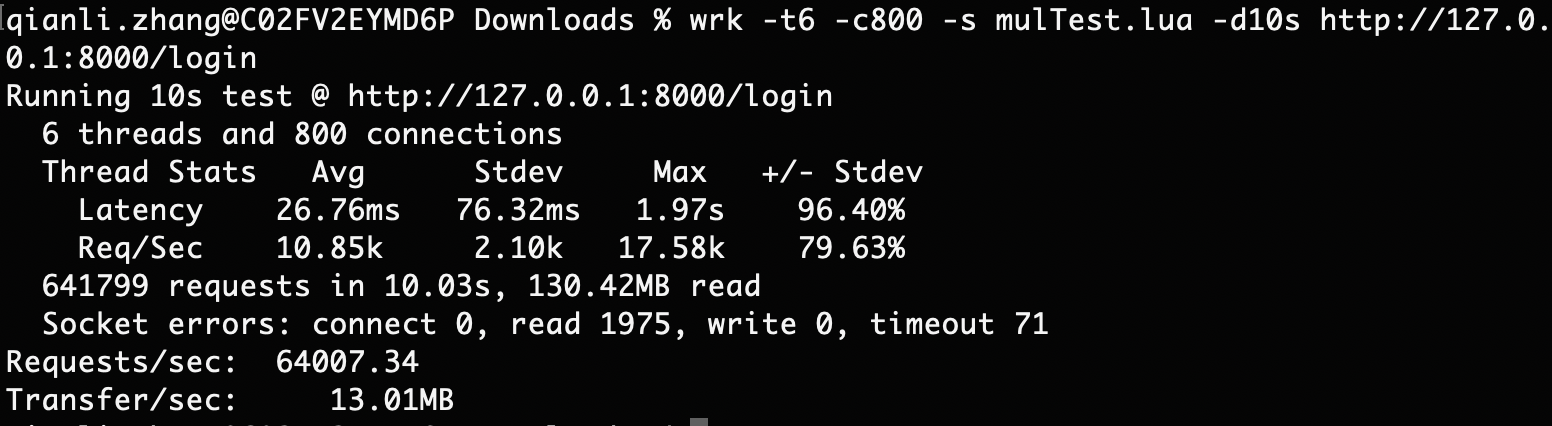 qianli.zhang@C02FV2EYMD6P Downloads % wrk -t6 -c800 -s mulTest.lua -d10s http://127.0.
0.1:8000/login
Running 10s test @ http://127.0.0.1:8000/login
  6 threads and 800 connections
  Thread Stats   Avg      Stdev     Max   +/- Stdev
    Latency    26.76ms   76.32ms   1.97s    96.40%
    Req/Sec    10.85k     2.10k   17.58k    79.63%
  641799 requests in 10.03s, 130.42MB read
  Socket errors: connect 0, read 1975, write 0, timeout 71
Requests/sec:  64007.34
Transfer/sec:     13.01MB